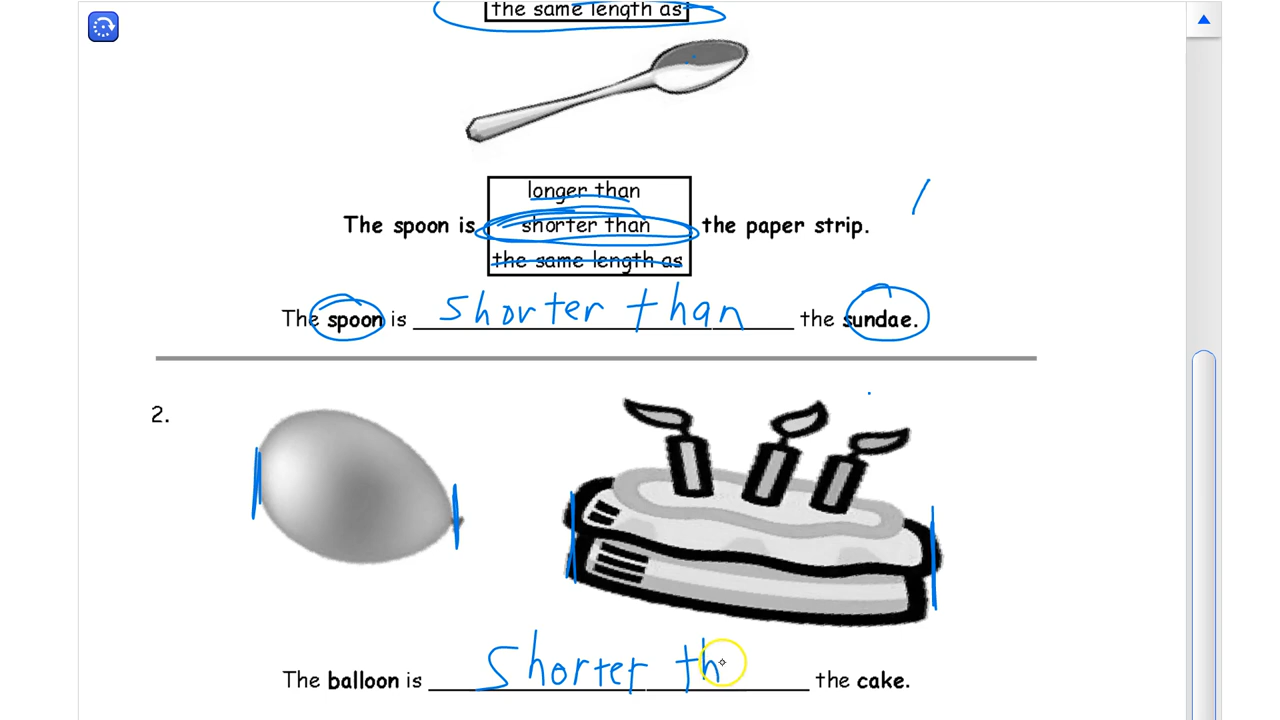 the same length as
longer than
The spoon is shorter than the paper strip.
the same length as
The spoon is shorter than the sundae.
2.
The balloon is shorter th the cake.